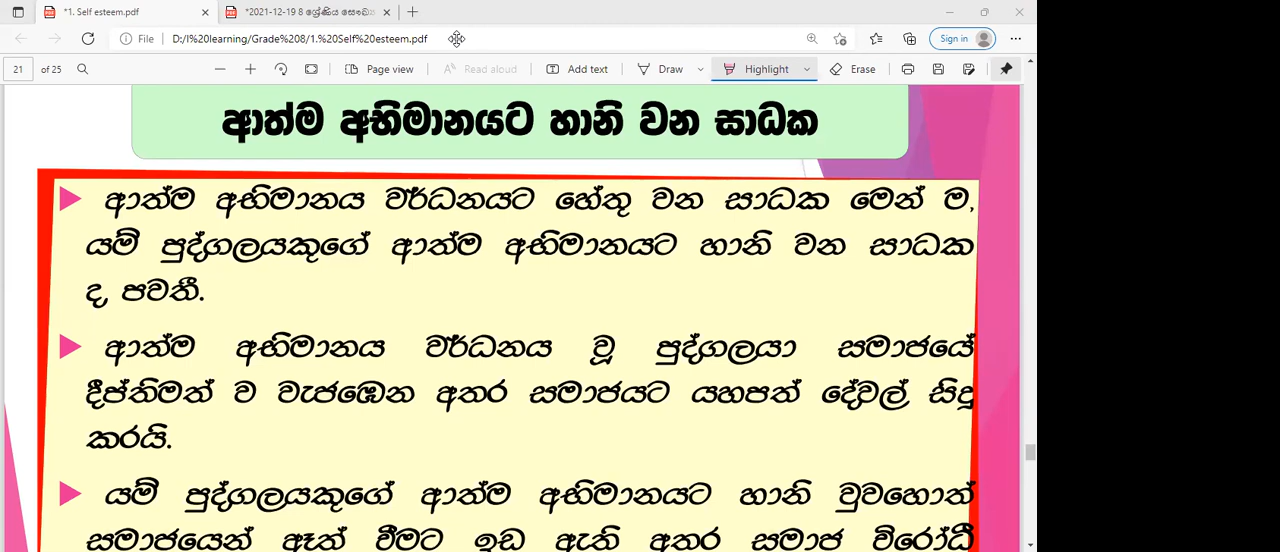 *1. Self esteem.pdf
*2021-12-19 8 ශ්‍රේණිය සෞඛ්‍ය
File D:/I%20learning/Grade%208/1.%20Self%20esteem.pdf Sign in
21 of 25 Page view Read aloud Add text Draw Highlight Erase
ආත්ම අභිමානයට හානි වන සාධක
ආත්ම අභිමානය වර්ධනයට හේතු වන සාධක මෙන් ම,
යම් පුද්ගලයකුගේ ආත්ම අභිමානයට හානි වන සාධක
ද, පවතී.
ආත්ම අභිමානය වර්ධනය වූ පුද්ගලයා සමාජයේ
දීප්තිමත් ව වැජඹෙන අතර සමාජයට යහපත් දේවල් සිදු
කරයි.
යම් පුද්ගලයකුගේ ආත්ම අභිමානයට හානි වුවහොත්
සමාජයෙන් ඈත් වීමට ඉඩ ඇති අතර සමාජ විරෝධී